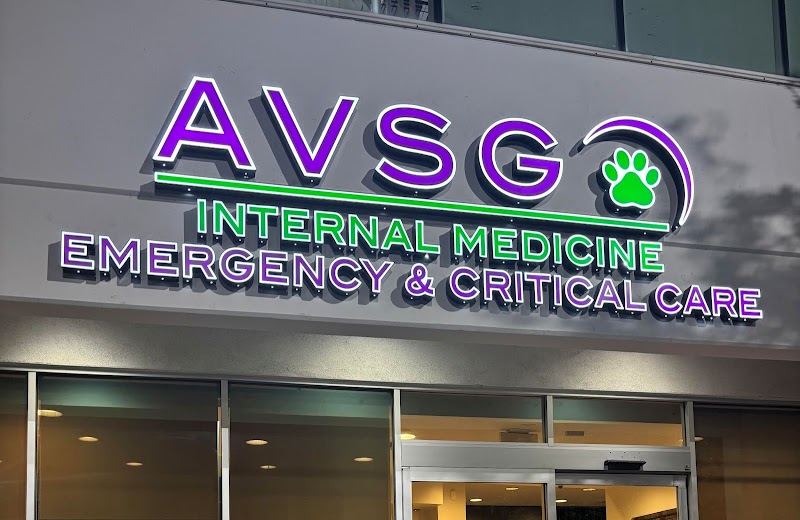 AVSG
INTERNAL MEDICINE
EMERGENCY & CRITICAL CARE